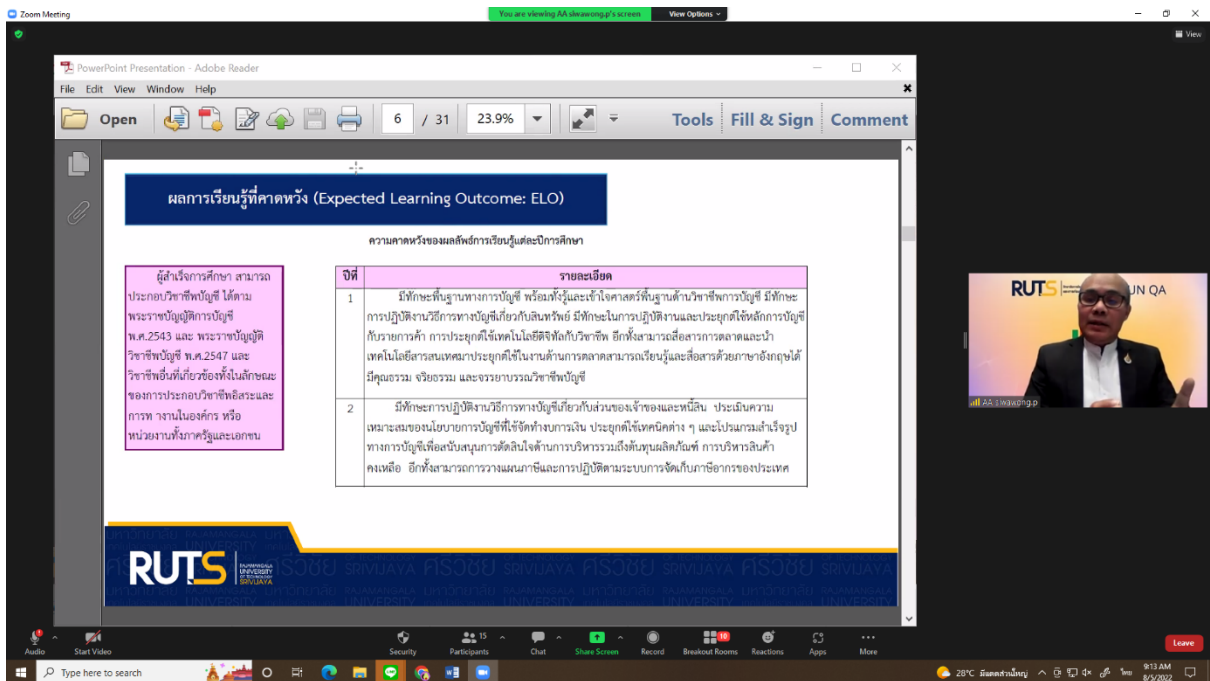 Zoom Meeting
You are viewing AA siwawong.p's screen
View Options
View
PowerPoint Presentation - Adobe Reader
File Edit View Window Help
Open
6 / 31
23.9%
Tools
Fill & Sign
Comment
ผลการเรียนรู้ที่คาดหวัง (Expected Learning Outcome: ELO)
ความคาดหวังของผลลัพธ์การเรียนรู้แต่ละปีการศึกษา
ผู้สำเร็จการศึกษา สามารถ
ประกอบวิชาชีพบัญชี ได้ตาม
พระราชบัญญัติการบัญชี
พ.ศ.2543 และ พระราชบัญญัติ
วิชาชีพบัญชี พ.ศ.2547 และ
วิชาชีพอื่นที่เกี่ยวข้องทั้งในลักษณะ
ของการประกอบวิชาชีพอิสระและ
การท างานในองค์กร หรือ
หน่วยงานทั้งภาครัฐและเอกชน
ปีที่
รายละเอียด
1
มีทักษะพื้นฐานทางการบัญชี พร้อมทั้งรู้และเข้าใจศาสตร์พื้นฐานด้านวิชาชีพการบัญชี มีทักษะ
การปฏิบัติงานวิธีการทางบัญชีเกี่ยวกับสินทรัพย์ มีทักษะในการปฏิบัติงานและประยุกต์ใช้หลักการบัญชี
กับรายการค้า การประยุกต์ใช้เทคโนโลยีดิจิทัลกับวิชาชีพ อีกทั้งสามารถสื่อสารการตลาดและนำ
เทคโนโลยีสารสนเทศมาประยุกต์ใช้ในงานด้านการตลาดสามารถเรียนรู้และสื่อสารด้วยภาษาอังกฤษได้
มีคุณธรรม จริยธรรม และจรรยาบรรณวิชาชีพบัญชี
2
มีทักษะการปฏิบัติงานวิธีการทางบัญชีเกี่ยวกับส่วนของเจ้าของและหนี้สิน ประเมินความ
เหมาะสมของนโยบายการบัญชีที่ใช้จัดทำงบการเงิน ประยุกต์ใช้เทคนิคต่าง ๆ และโปรแกรมสำเร็จรูป
ทางการบัญชีเพื่อสนับสนุนการตัดสินใจด้านการบริหารรวมถึงต้นทุนผลิตภัณฑ์ การบริหารสินค้า
คงเหลือ อีกทั้งสามารถการวางแผนภาษีและการปฏิบัติตามระบบการจัดเก็บภาษีอากรของประเทศ
RUTS
RAJAMANGALA
UNIVERSITY
OF TECHNOLOGY
SRIVIJAYA
RUTS
UN QA
AA siwawong.p
Audio
Start Video
Security
Participants
15
Chat
Share Screen
Record
Breakout Rooms
10
Reactions
Apps
More
Leave
Type here to search
28°C มีแดดส่วนใหญ่
ไทย
9:13 AM
8/5/2022